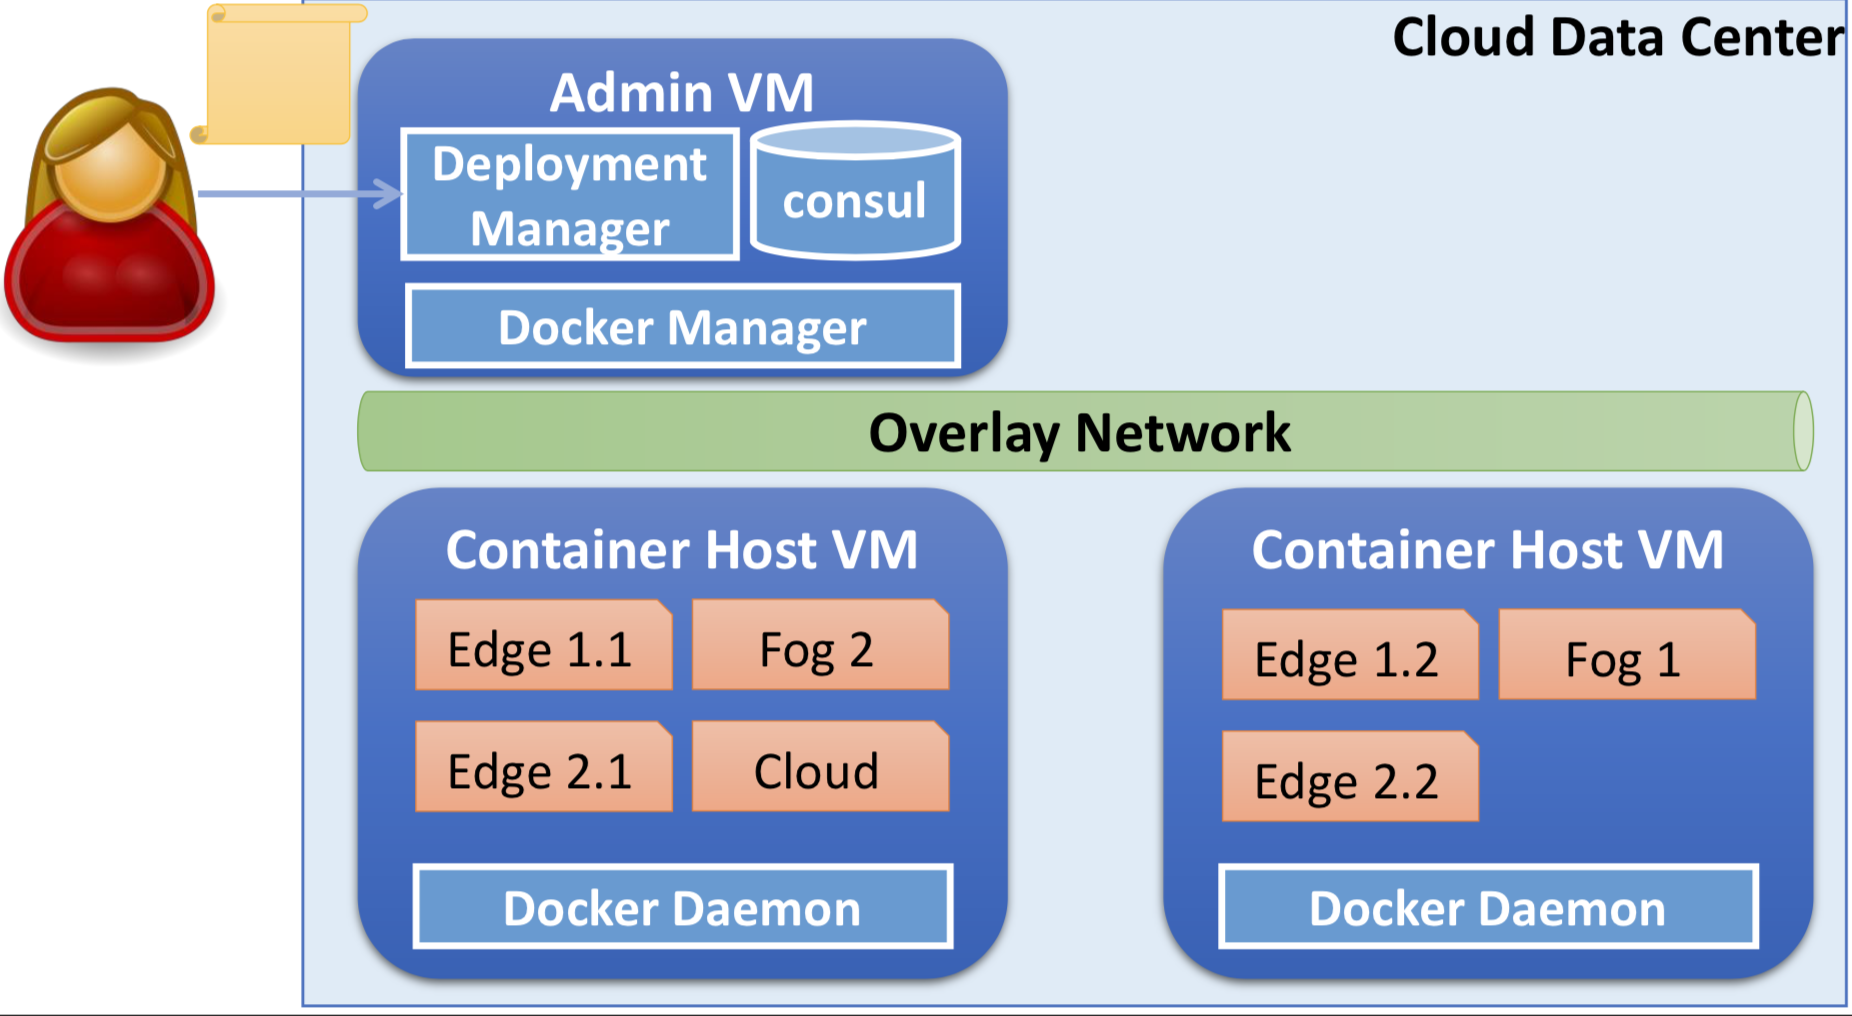 Cloud Data Center
Admin VM
Deployment
Manager
consul
Docker Manager
Overlay Network
Container Host VM
Edge 1.1
Fog 2
Edge 2.1
Cloud
Docker Daemon
Container Host VM
Edge 1.2
Fog 1
Edge 2.2
Docker Daemon